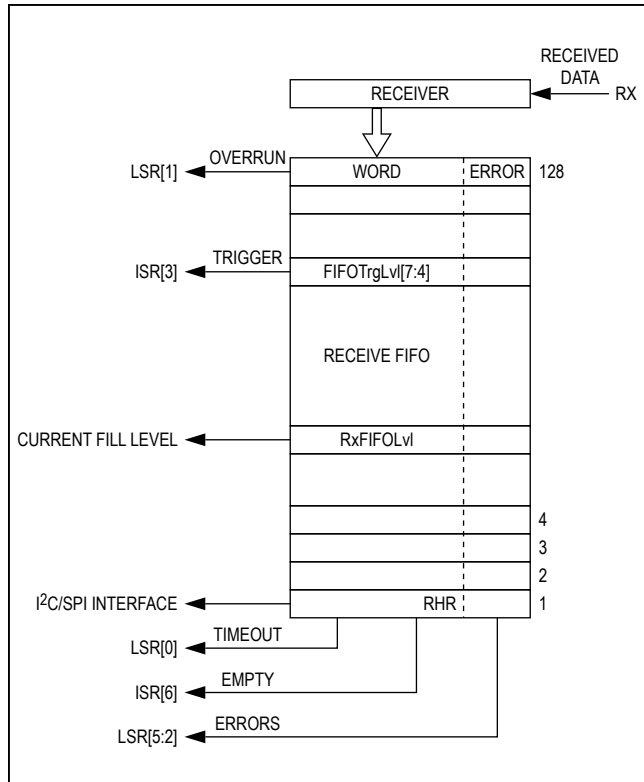 RECEIVED
DATA
RECEIVER
RX
OVERRUN
LSR[1]
WORD
ERROR
128
TRIGGER
ISR[3]
FIFOTrgLvl[7:4]
RECEIVE FIFO
CURRENT FILL LEVEL
RxFIFOLvl
4
3
2
I²C/SPI INTERFACE
RHR
1
TIMEOUT
LSR[0]
EMPTY
ISR[6]
ERRORS
LSR[5:2]